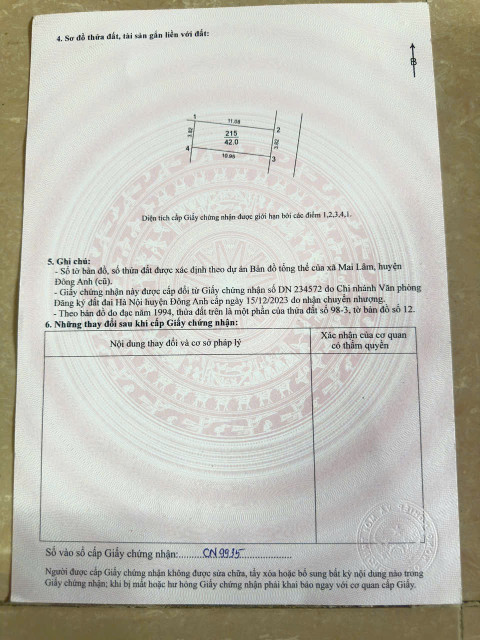 4. Sơ đồ thửa đất, tài sản gắn liền với đất:
B
1
11.08
2
3.82
215
42.0
3.82
4
10.98
3
Diện tích cấp Giấy chứng nhận được giới hạn bởi các điểm 1,2,3,4,1.
5. Ghi chú:
- Số tờ bản đồ, số thửa đất được xác định theo dự án Bản đồ tổng thể của xã Mai Lâm, huyện
Đông Anh (cũ).
- Giấy chứng nhận này được cấp đổi từ Giấy chứng nhận số DN 234572 do Chi nhánh Văn phòng
Đăng ký đất đai Hà Nội huyện Đông Anh cấp ngày 15/12/2023 do nhận chuyển nhượng.
- Theo bản đồ đo đạc năm 1994, thửa đất trên là một phần của thửa đất số 98-3, tờ bản đồ số 12.
6. Những thay đổi sau khi cấp Giấy chứng nhận:
Nội dung thay đổi và cơ sở pháp lý
Xác nhận của cơ quan
có thẩm quyền
Số vào sổ cấp Giấy chứng nhận: CN 9935
Người được cấp Giấy chứng nhận không được sửa chữa, tẩy xóa hoặc bổ sung bất kỳ nội dung nào trong
Giấy chứng nhận; khi bị mất hoặc hư hỏng Giấy chứng nhận phải khai báo ngay với cơ quan cấp Giấy.